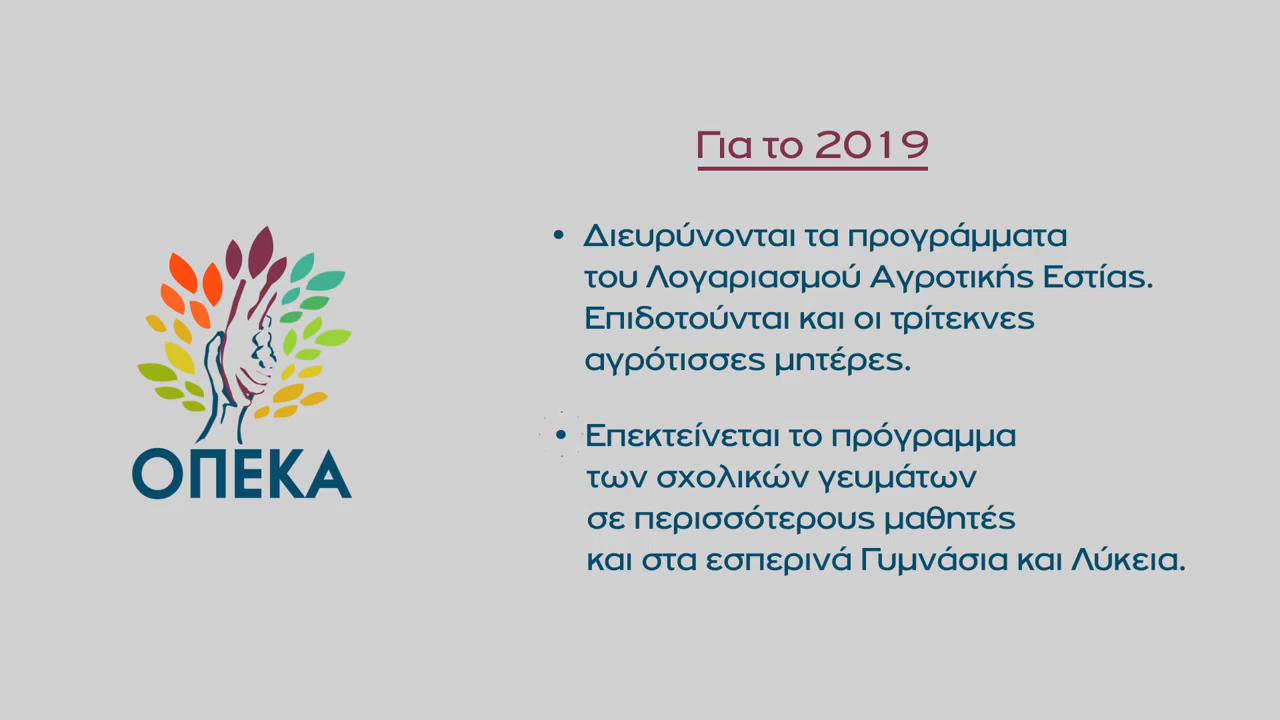 Για το 2019
• Διευρύνονται τα προγράμματα
του Λογαριασμού Αγροτικής Εστίας.
Επιδοτούνται και οι τρίτεκνες
αγρότισσες μητέρες.
• Επεκτείνεται το πρόγραμμα
των σχολικών γευμάτων
σε περισσότερους μαθητές
και στα εσπερινά Γυμνάσια και Λύκεια.
ΟΠΕΚΑ